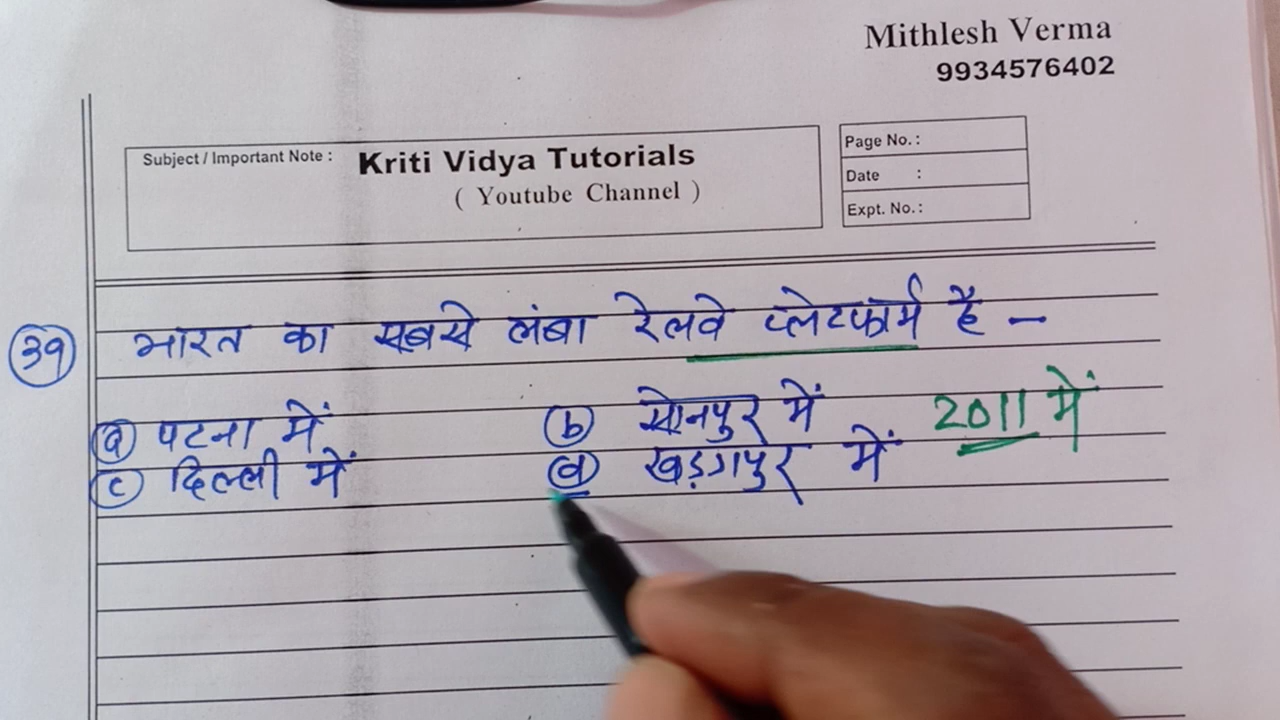 Mithlesh Verma
9934576402
Subject / Important Note :
Kriti Vidya Tutorials
( Youtube Channel )
Page No. :
Date :
Expt. No. :
39 भारत का सबसे लंबा रेलवे प्लेटफार्म है –
a पटना में b सोनपुर में 2011 में
c दिल्ली में d खड़गपुर में